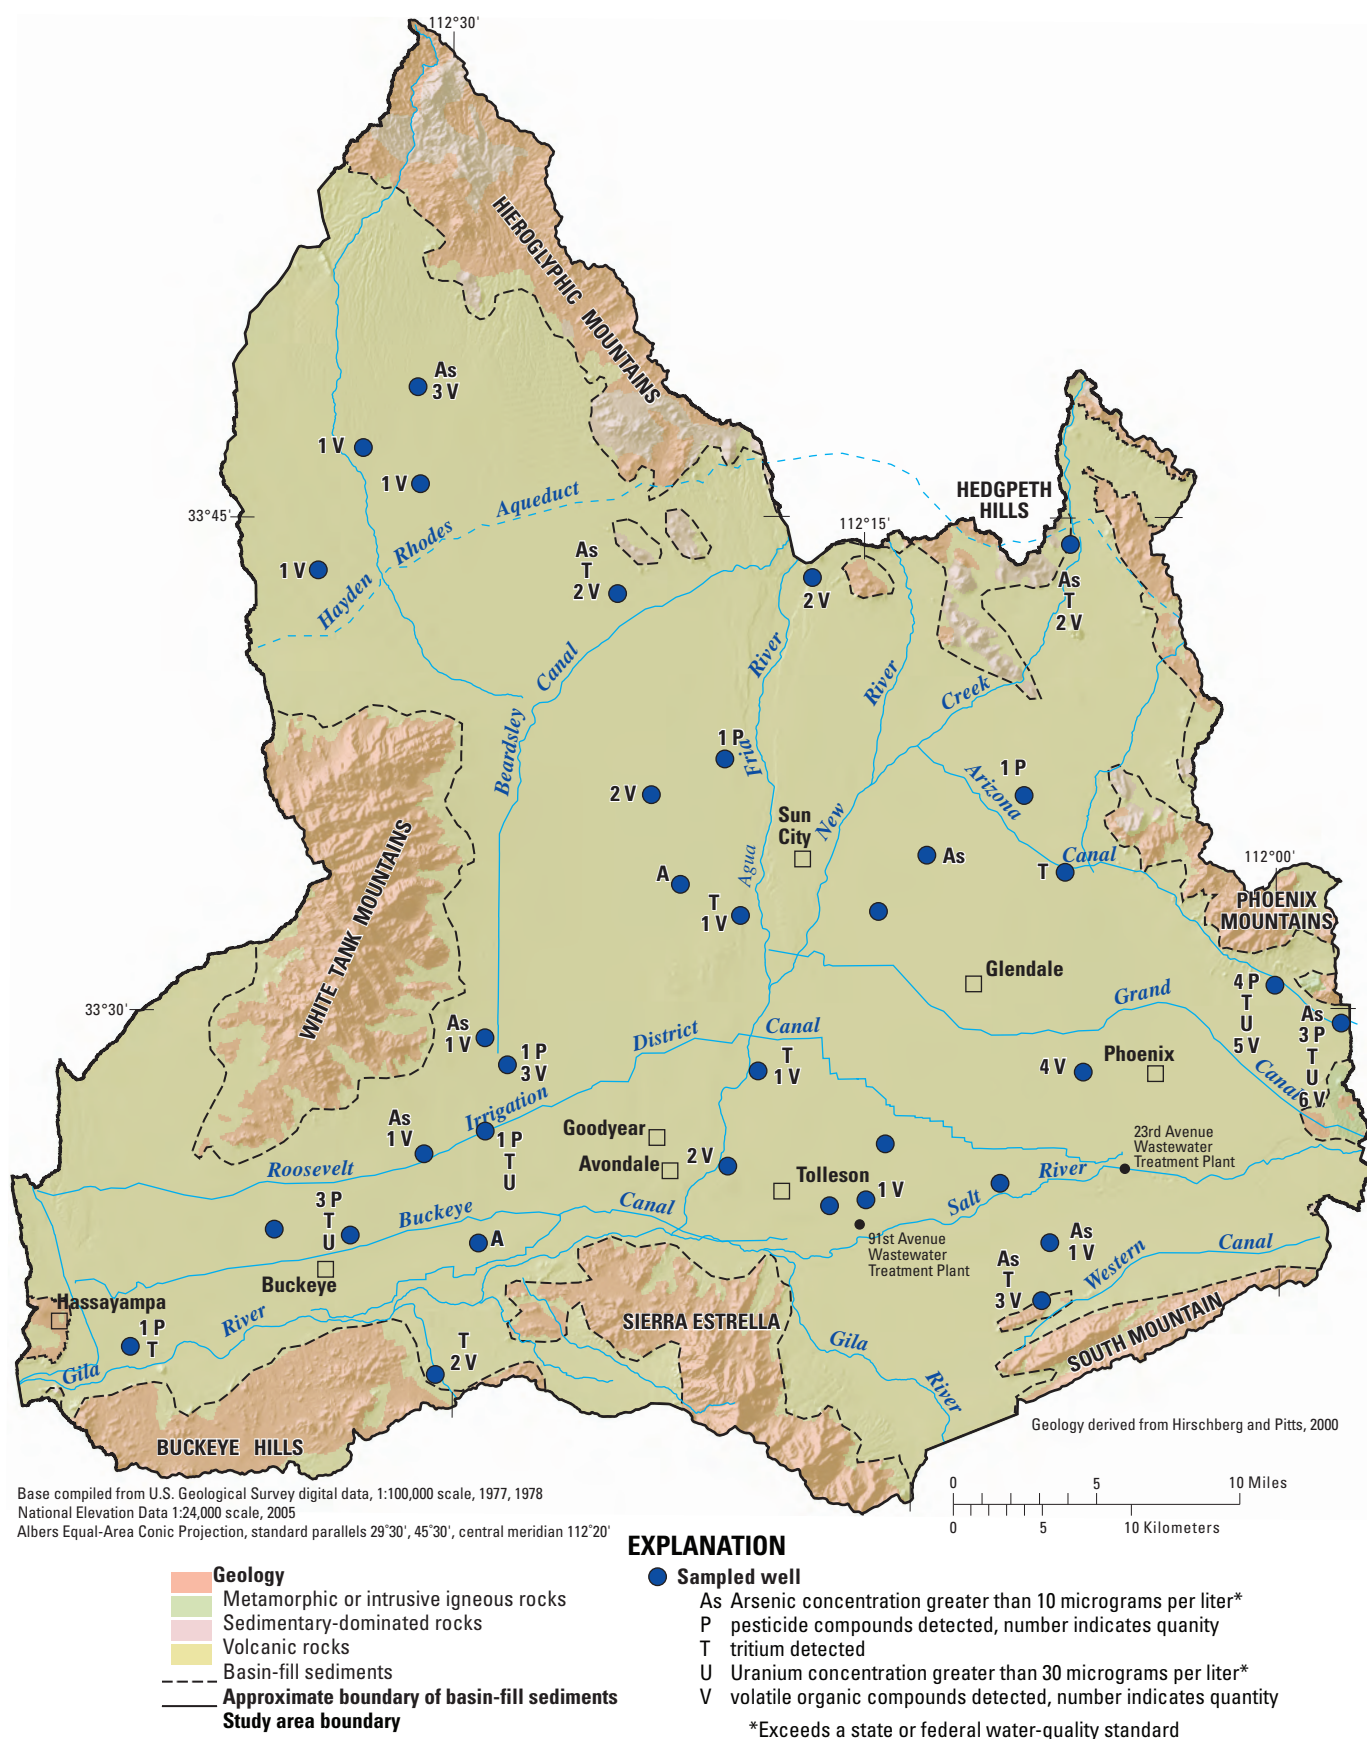 112°30'
HIEROGLYPHIC MOUNTAINS
As
3 V
1 V
1 V
Hayden Rhodes Aqueduct
33°45'
HEDGPETH
HILLS
112°15'
As
T
2 V
1 V
2 V
As
T
2 V
Beardsley Canal
Agua Fria River
New River
Creek
1 P
2 V
1 P
Arizona Canal
Sun
City
WHITE TANK MOUNTAINS
As
A
T
T
1 V
112°00'
PHOENIX
MOUNTAINS
Glendale
33°30'
4 P
T
U
5 V
As
3 P
T
U
6 V
Grand Canal
As
1 V
1 P
3 V
Roosevelt Irrigation District Canal
T
1 V
4 V
Phoenix
As
1 V
1 P
T
U
Goodyear
Avondale
2 V
23rd Avenue
Wastewater
Treatment Plant
Tolleson
1 V
Salt River
3 P
T
U
Buckeye Canal
A
91st Avenue
Wastewater
Treatment Plant
As
1 V
Western Canal
As
T
3 V
Buckeye
Hassayampa
1 P
T
Gila River
SIERRA ESTRELLA
SOUTH MOUNTAIN
T
2 V
Gila River
BUCKEYE HILLS
Geology derived from Hirschberg and Pitts, 2000
0 5 10 Miles
0 5 10 Kilometers
Base compiled from U.S. Geological Survey digital data, 1:100,000 scale, 1977, 1978
National Elevation Data 1:24,000 scale, 2005
Albers Equal-Area Conic Projection, standard parallels 29°30', 45°30', central meridian 112°20'
EXPLANATION
Geology
Metamorphic or intrusive igneous rocks
Sedimentary-dominated rocks
Volcanic rocks
Basin-fill sediments
Approximate boundary of basin-fill sediments
Study area boundary
Sampled well
As Arsenic concentration greater than 10 micrograms per liter*
P pesticide compounds detected, number indicates quanity
T tritium detected
U Uranium concentration greater than 30 micrograms per liter*
V volatile organic compounds detected, number indicates quantity
*Exceeds a state or federal water-quality standard